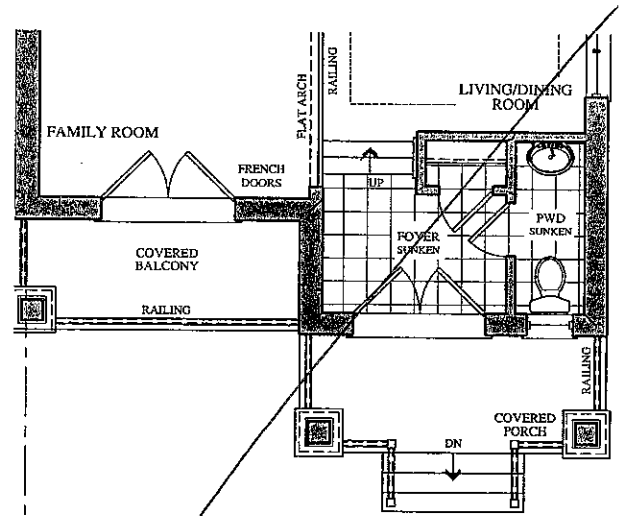 FLAT ARCH
RAILING
LIVING/DINING
ROOM
FAMILY ROOM
FRENCH
DOORS
UP
PWD
SUNKEN
FOYER
SUNKEN
COVERED
BALCONY
RAILING
RAILING
COVERED
PORCH
DN